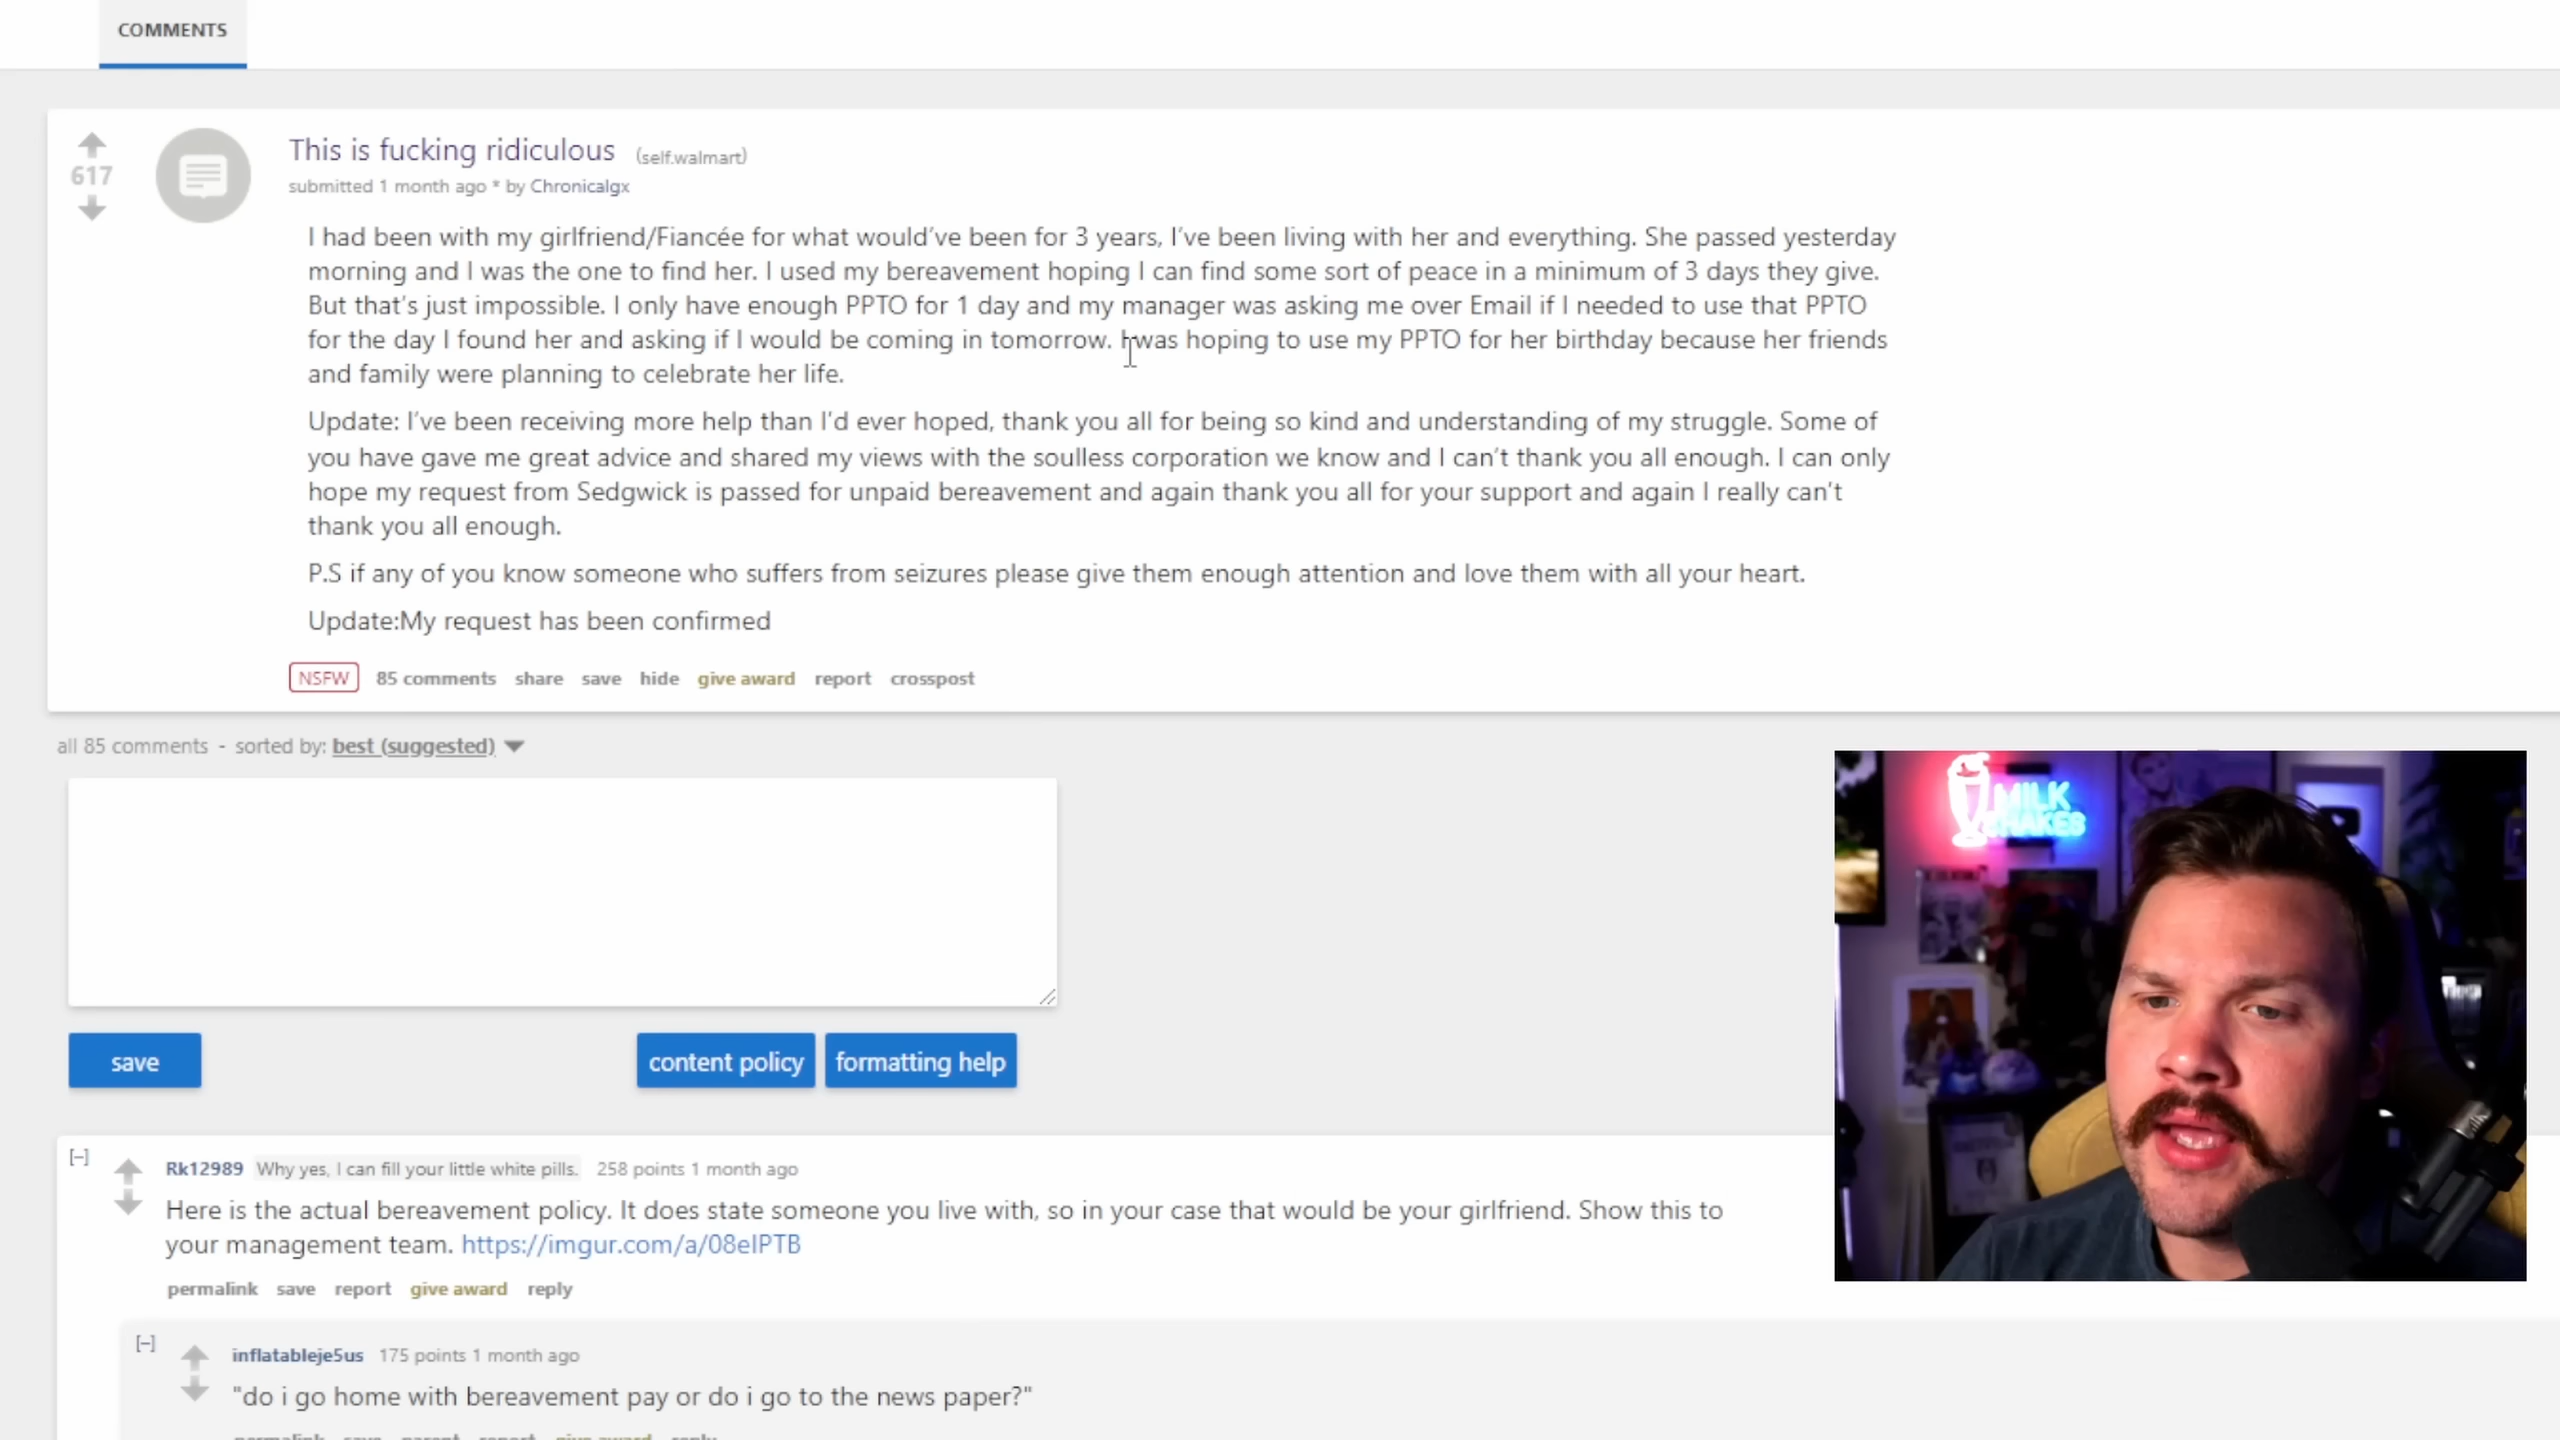 COMMENTS
617
This is fucking ridiculous (self.walmart)
submitted 1 month ago * by Chronicalgx
I had been with my girlfriend/Fiancée for what would've been for 3 years, I've been living with her and everything. She passed yesterday
morning and I was the one to find her. I used my bereavement hoping I can find some sort of peace in a minimum of 3 days they give.
But that's just impossible. I only have enough PPTO for 1 day and my manager was asking me over Email if I needed to use that PPTO
for the day I found her and asking if I would be coming in tomorrow. I was hoping to use my PPTO for her birthday because her friends
and family were planning to celebrate her life.
Update: I've been receiving more help than I'd ever hoped, thank you all for being so kind and understanding of my struggle. Some of
you have gave me great advice and shared my views with the soulless corporation we know and I can't thank you all enough. I can only
hope my request from Sedgwick is passed for unpaid bereavement and again thank you all for your support and again I really can't
thank you all enough.
P.S if any of you know someone who suffers from seizures please give them enough attention and love them with all your heart.
Update:My request has been confirmed
NSFW 85 comments share save hide give award report crosspost
all 85 comments - sorted by: best (suggested)
MILK
SHAKES
save content policy formatting help
[-] Rk12989 Why yes, I can fill your little white pills. 258 points 1 month ago
Here is the actual bereavement policy. It does state someone you live with, so in your case that would be your girlfriend. Show this to
your management team. https://imgur.com/a/08elPTB
permalink save report give award reply
[-] inflatableje5us 175 points 1 month ago
"do i go home with bereavement pay or do i go to the news paper?"
permalink save parent report give award reply